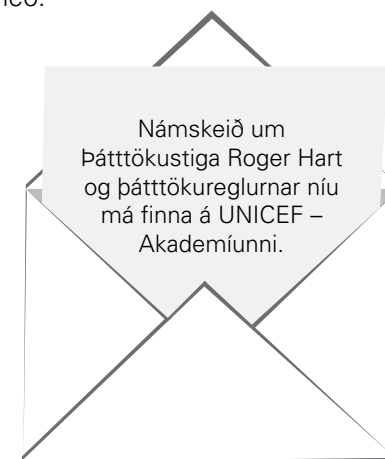 Námskeið um
Þátttökustiga Roger Hart
og þátttökureglurnar níu
má finna á UNICEF –
Akademíunni.